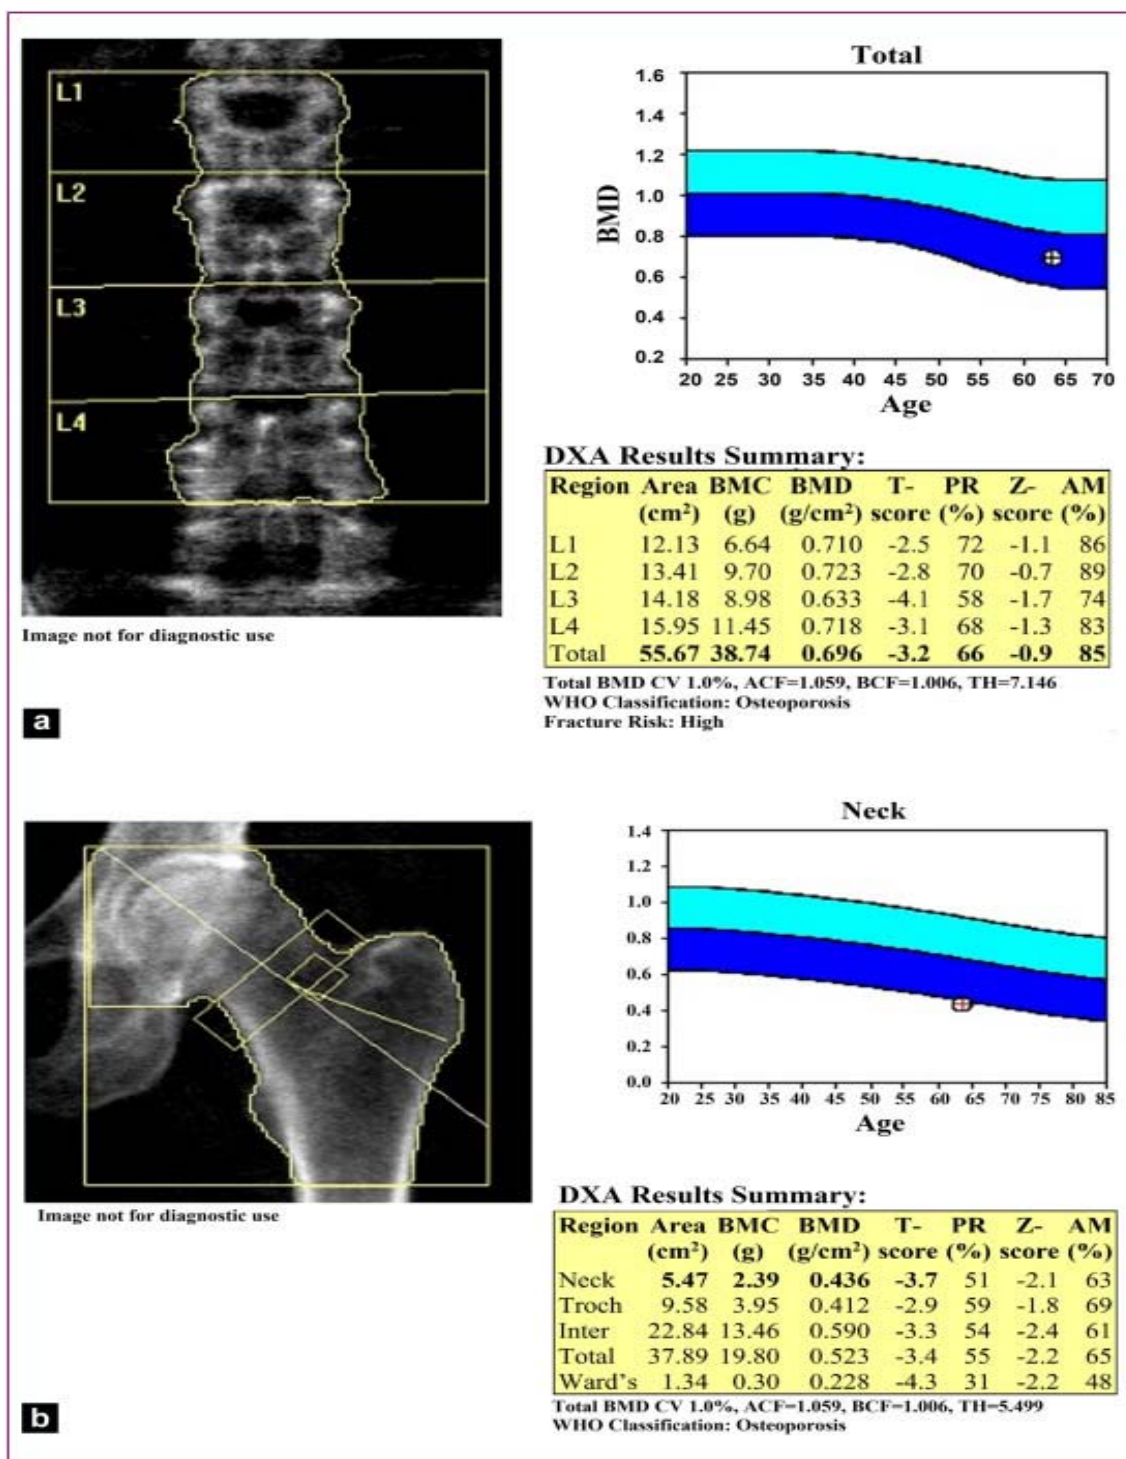 L1
L2
L3
L4
Image not for diagnostic use
a
Total
BMD
1.6
1.4
1.2
1.0
0.8
0.6
0.4
0.2
20 25 30 35 40 45 50 55 60 65 70
Age
DXA Results Summary:
Region Area BMC BMD T- PR Z- AM
(cm²) (g) (g/cm²) score (%) score (%)
L1 12.13 6.64 0.710 -2.5 72 -1.1 86
L2 13.41 9.70 0.723 -2.8 70 -0.7 89
L3 14.18 8.98 0.633 -4.1 58 -1.7 74
L4 15.95 11.45 0.718 -3.1 68 -1.3 83
Total 55.67 38.74 0.696 -3.2 66 -0.9 85
Total BMD CV 1.0%, ACF=1.059, BCF=1.006, TH=7.146
WHO Classification: Osteoporosis
Fracture Risk: High
Image not for diagnostic use
b
Neck
1.4
1.2
1.0
0.8
0.6
0.4
0.2
0.0
20 25 30 35 40 45 50 55 60 65 70 75 80 85
Age
DXA Results Summary:
Region Area BMC BMD T- PR Z- AM
(cm²) (g) (g/cm²) score (%) score (%)
Neck 5.47 2.39 0.436 -3.7 51 -2.1 63
Troch 9.58 3.95 0.412 -2.9 59 -1.8 69
Inter 22.84 13.46 0.590 -3.3 54 -2.4 61
Total 37.89 19.80 0.523 -3.4 55 -2.2 65
Ward's 1.34 0.30 0.228 -4.3 31 -2.2 48
Total BMD CV 1.0%, ACF=1.059, BCF=1.006, TH=5.499
WHO Classification: Osteoporosis